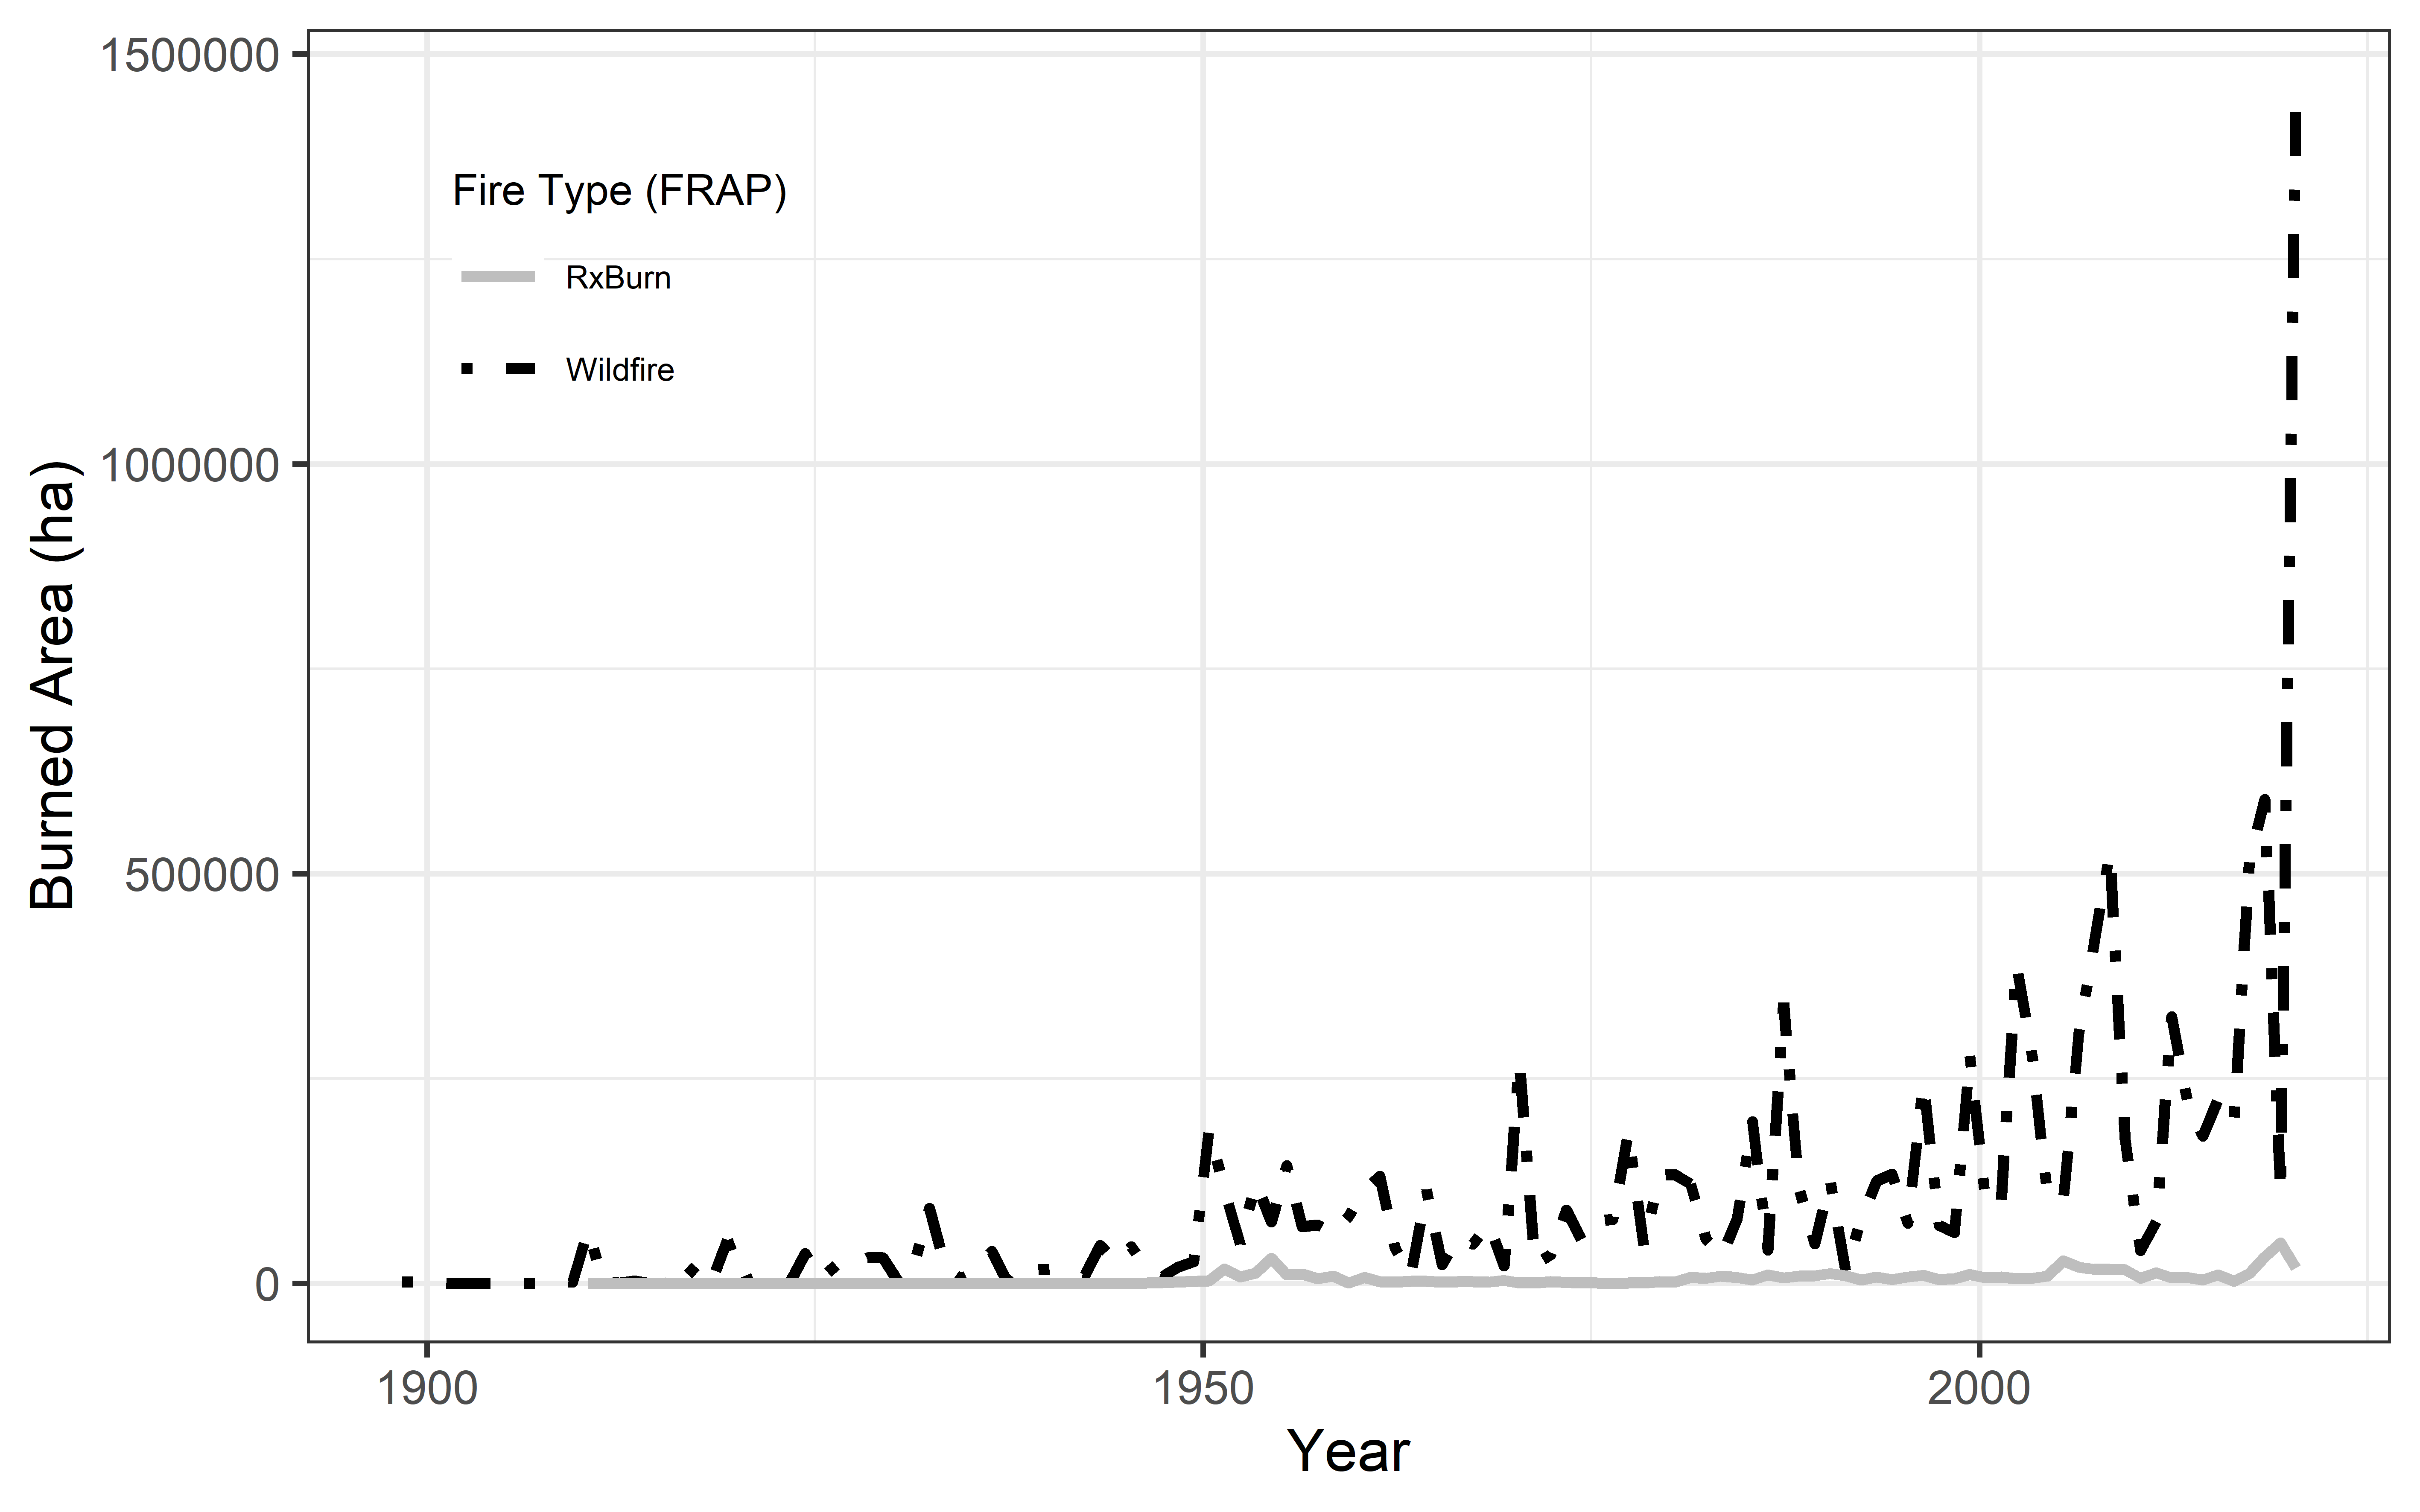 1500000
1000000
500000
0
Burned Area (ha)
Fire Type (FRAP)
RxBurn
Wildfire
1900
1950
2000
Year